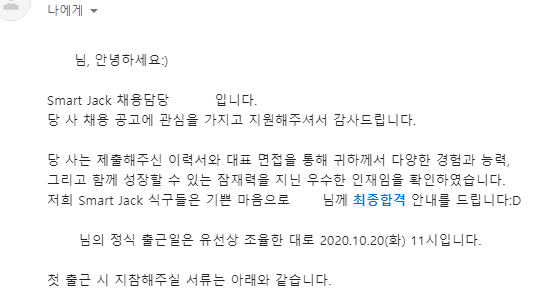 나에게
님, 안녕하세요:)
Smart Jack 채용담당 입니다.
당 사 채용 공고에 관심을 가지고 지원해주셔서 감사드립니다.
당 사는 제출해주신 이력서와 대표 면접을 통해 귀하께서 다양한 경험과 능력,
그리고 함께 성장할 수 있는 잠재력을 지닌 우수한 인재임을 확인하였습니다.
저희 Smart Jack 식구들은 기쁜 마음으로 님께 최종합격 안내를 드립니다:D
님의 정식 출근일은 유선상 조율한 대로 2020.10.20(화) 11시입니다.
첫 출근 시 지참해주실 서류는 아래와 같습니다.